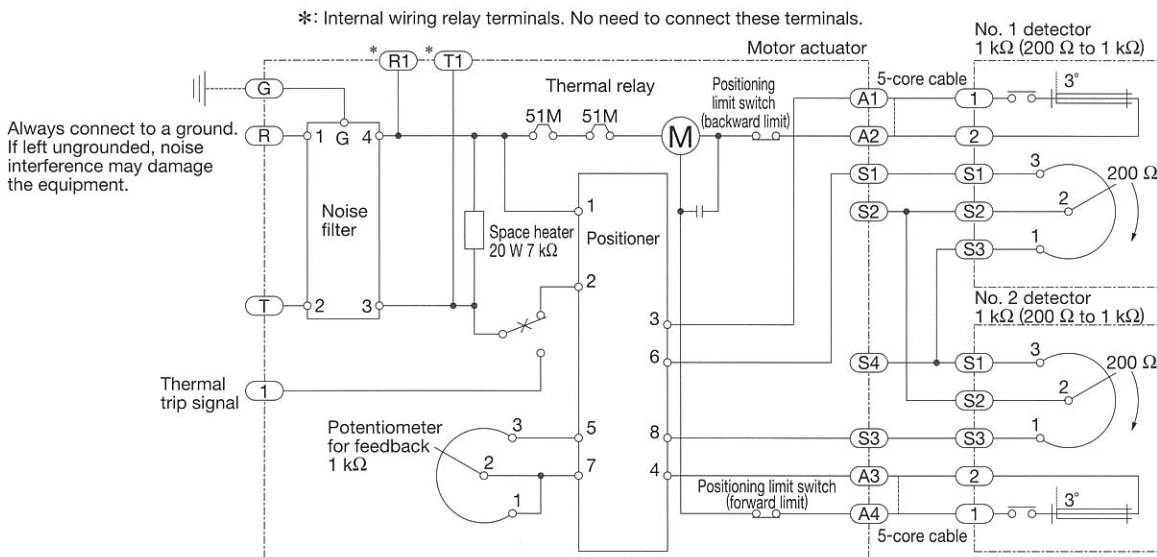 *: Internal wiring relay terminals. No need to connect these terminals.
No. 1 detector
1 kΩ (200 Ω to 1 kΩ)
Motor actuator
* R1 * T1
5-core cable
3°
G
Thermal relay
Positioning
limit switch
(backward limit)
A1 1
Always connect to a ground.
If left ungrounded, noise
interference may damage
the equipment.
R 1 G 4
51M 51M
M
A2 2
S1 S1 3
200 Ω
S2 S2 2
S3 1
Noise
filter
Space heater
20 W 7 kΩ
1
Positioner
2
T 2 3
3
No. 2 detector
1 kΩ (200 Ω to 1 kΩ)
6 S4 S1 3
200 Ω
S2 2
Thermal
trip signal
1
Potentiometer
for feedback
1 kΩ
3 5
8 S3 S3 1
2 7
4 A3 2
1
Positioning limit switch
(forward limit)
A4 1
3°
5-core cable